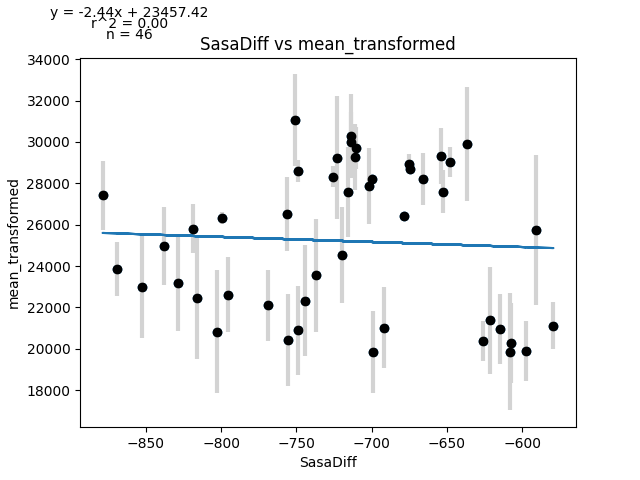 y = -2.44x + 23457.42
r^2 = 0.00
n = 46
SasaDiff vs mean_transformed
34000
32000
30000
28000
26000
24000
22000
20000
18000
mean_transformed
−850
−800
−750
−700
−650
−600
SasaDiff